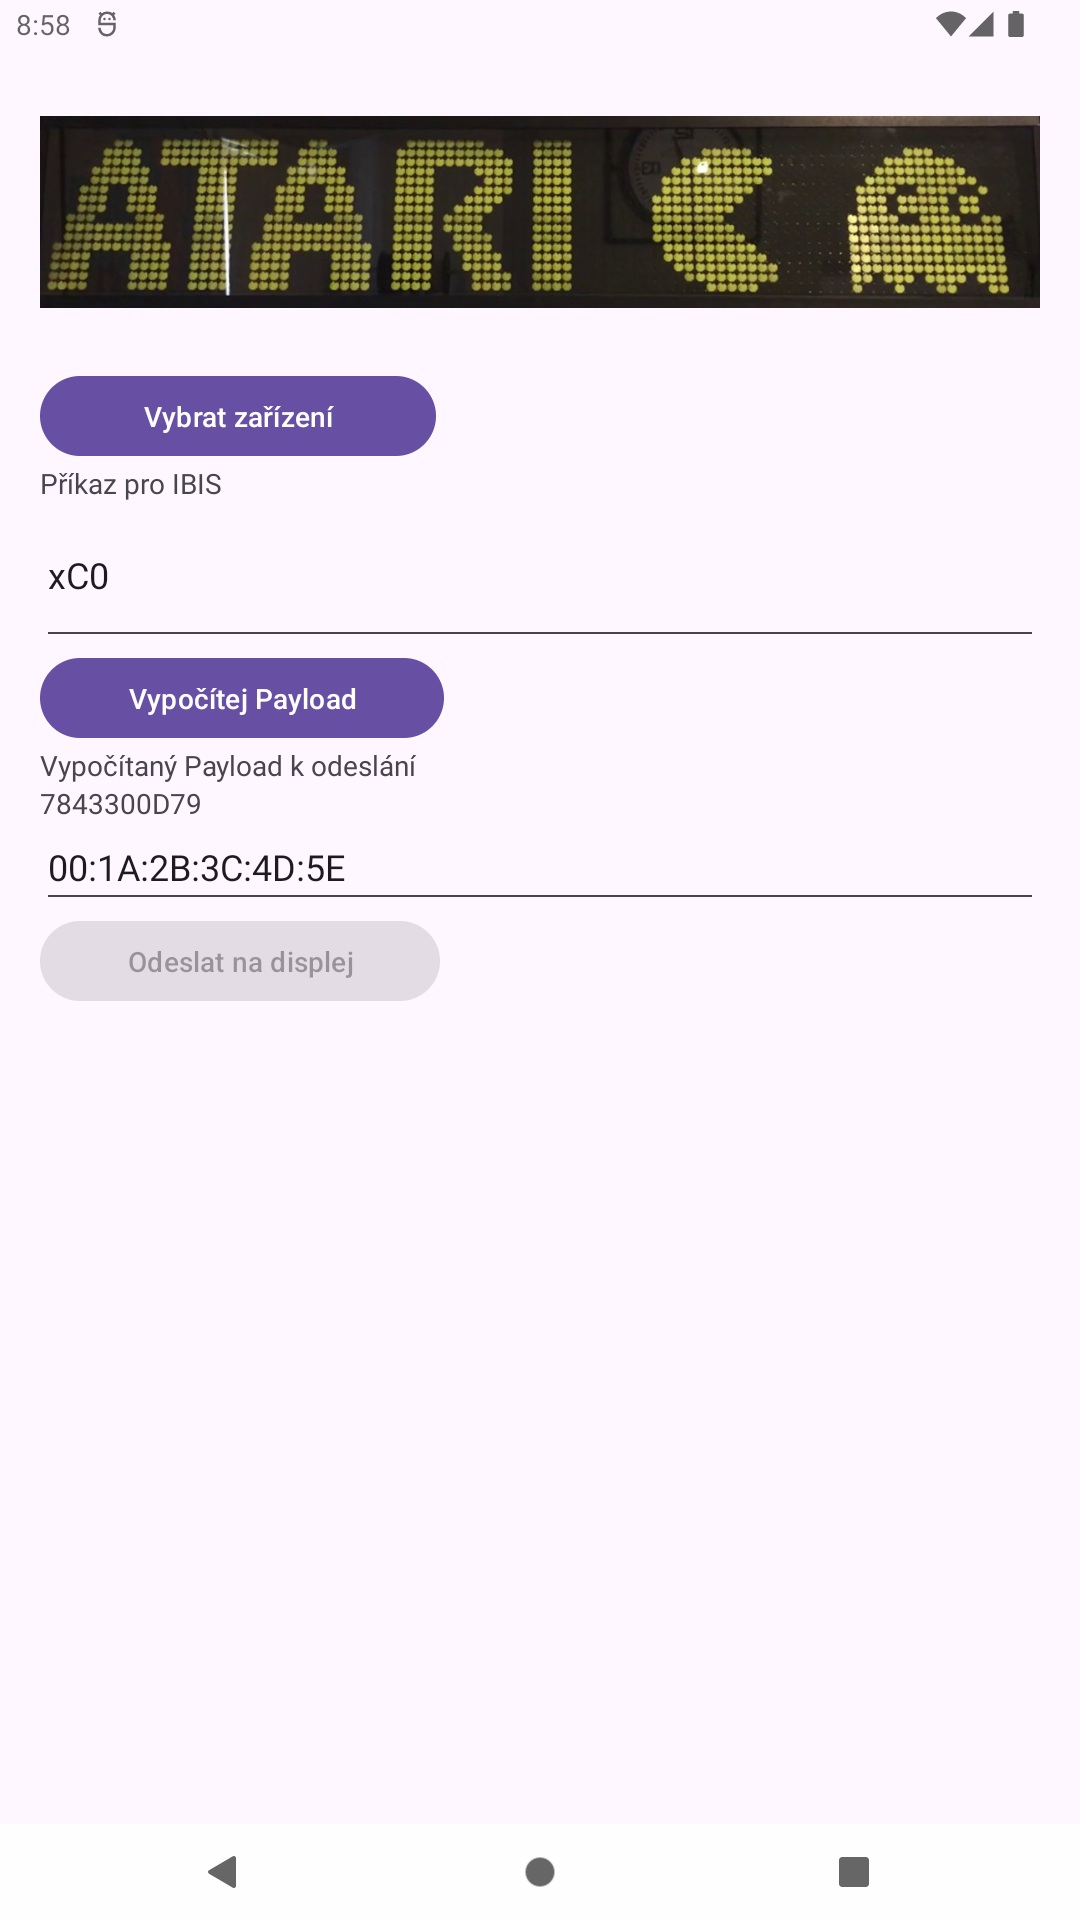 8:58
ATARI
Vybrat zařízení
Příkaz pro IBIS
xC0
Vypočítej Payload
Vypočítaný Payload k odeslání
7843300D79
00:1A:2B:3C:4D:5E
Odeslat na displej